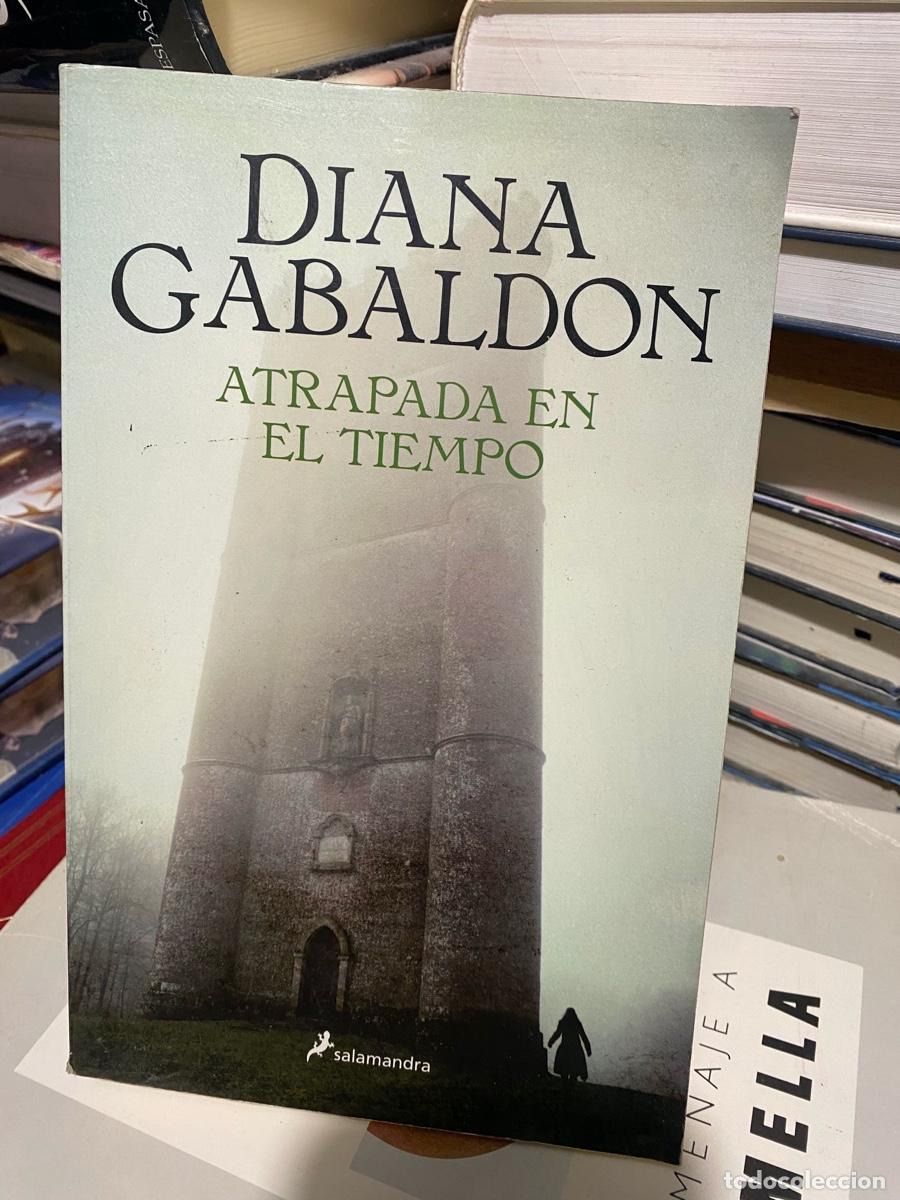 ESPASA
DIANA
GABALDON
ATRAPADA EN
EL TIEMPO
salamandra
MENAJE A
MELLA
todocoleccion